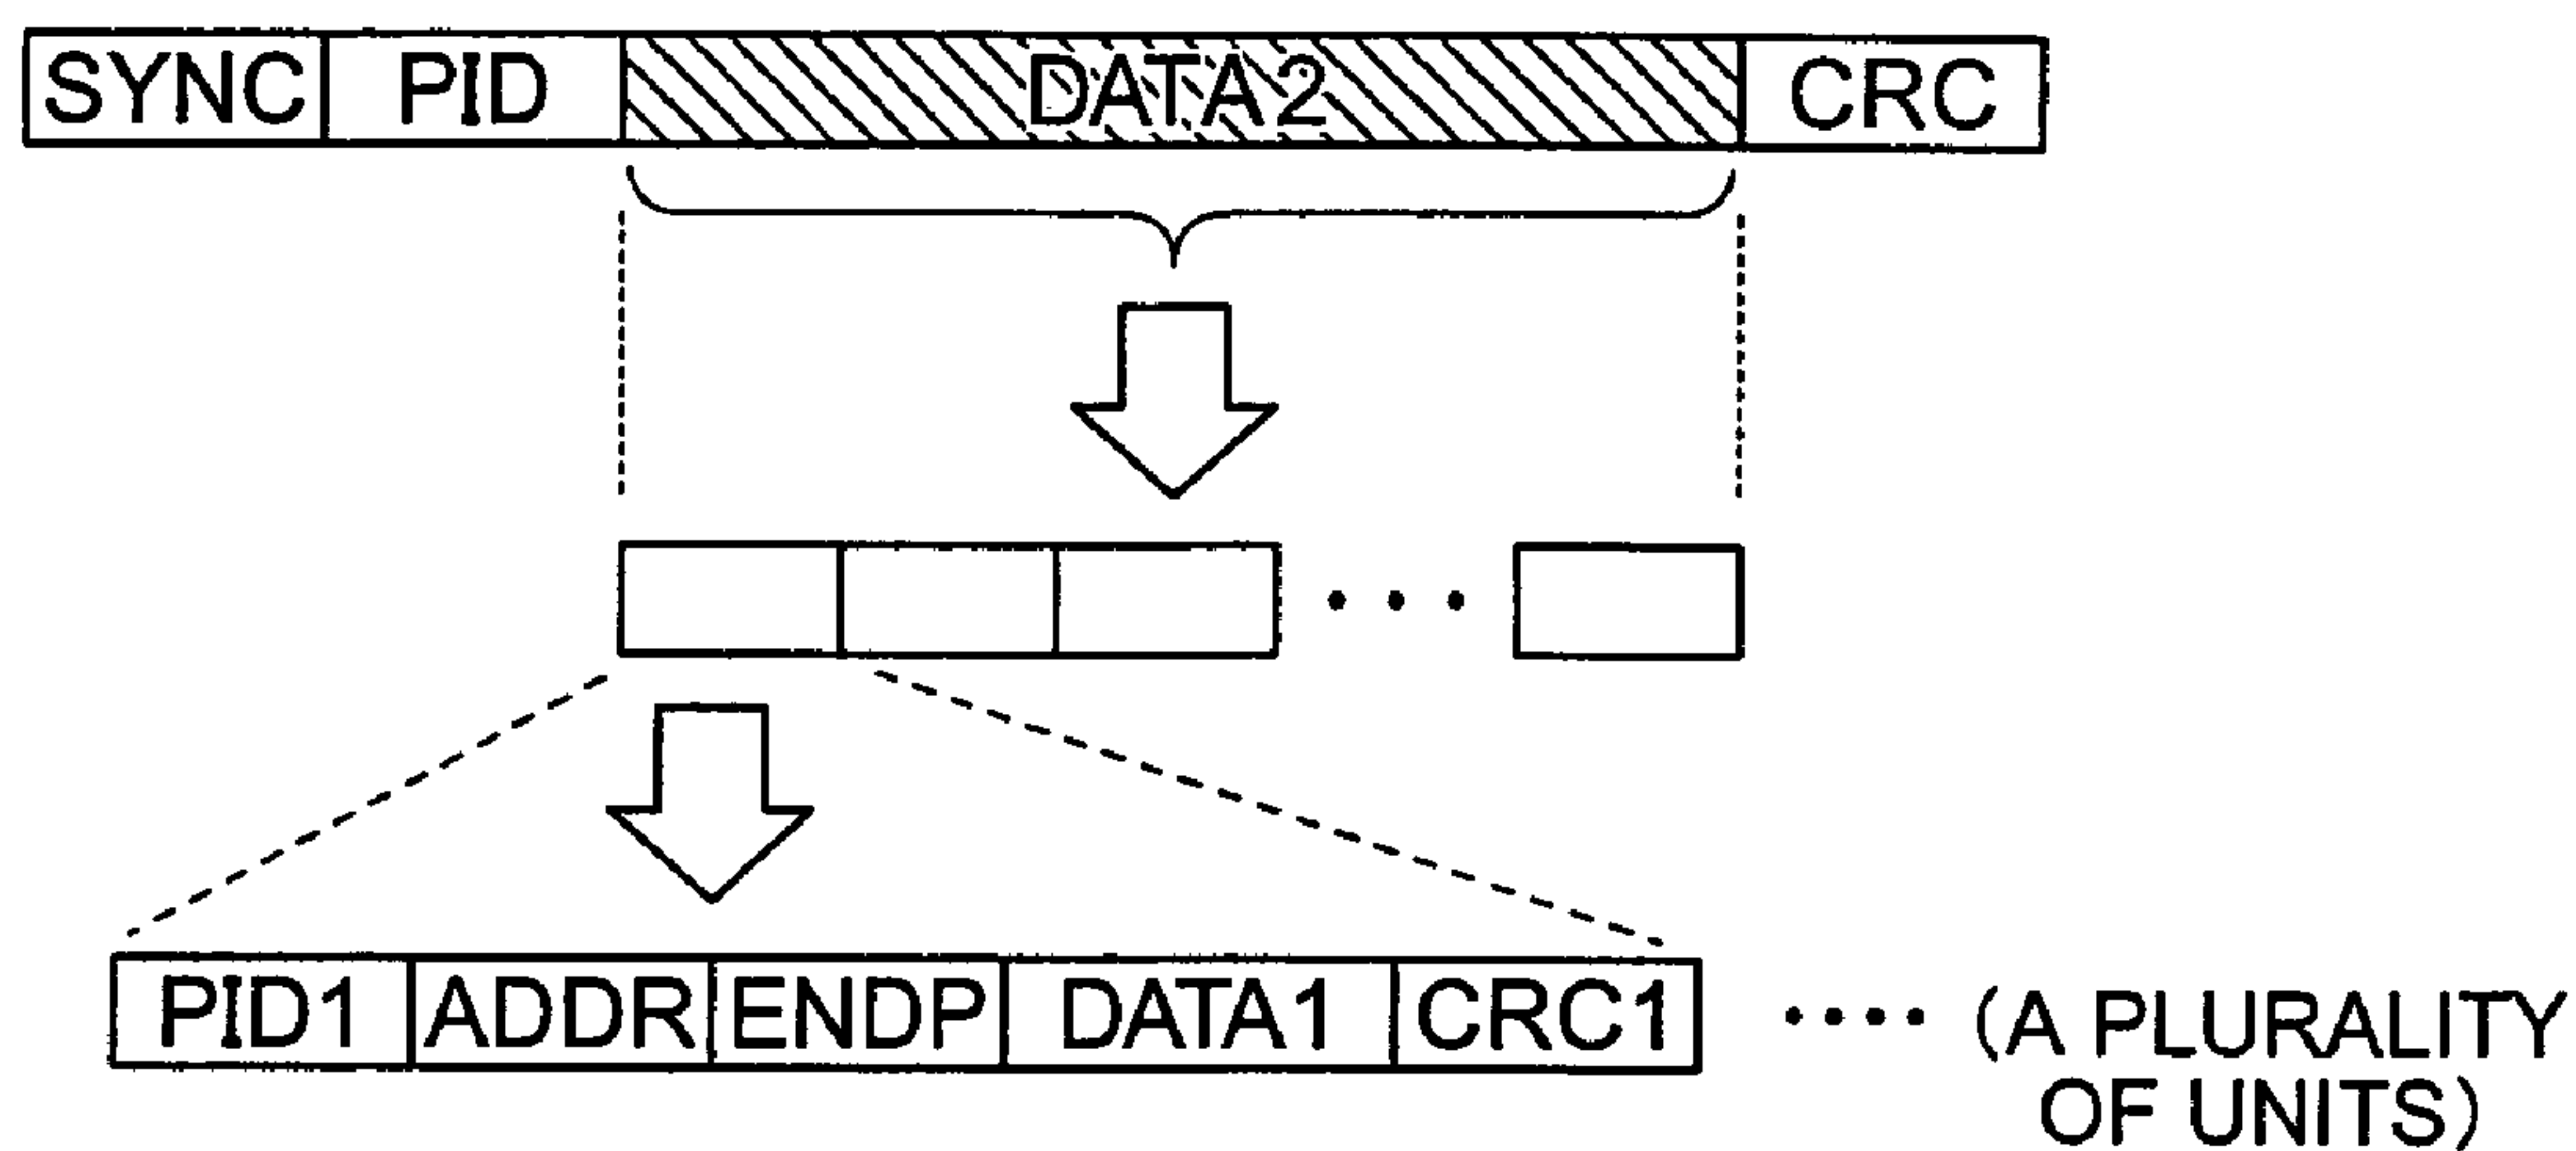 SYNC PID DATA2 CRC
PID1 ADDR ENDP DATA1 CRC1 •••• (A PLURALITY
OF UNITS)